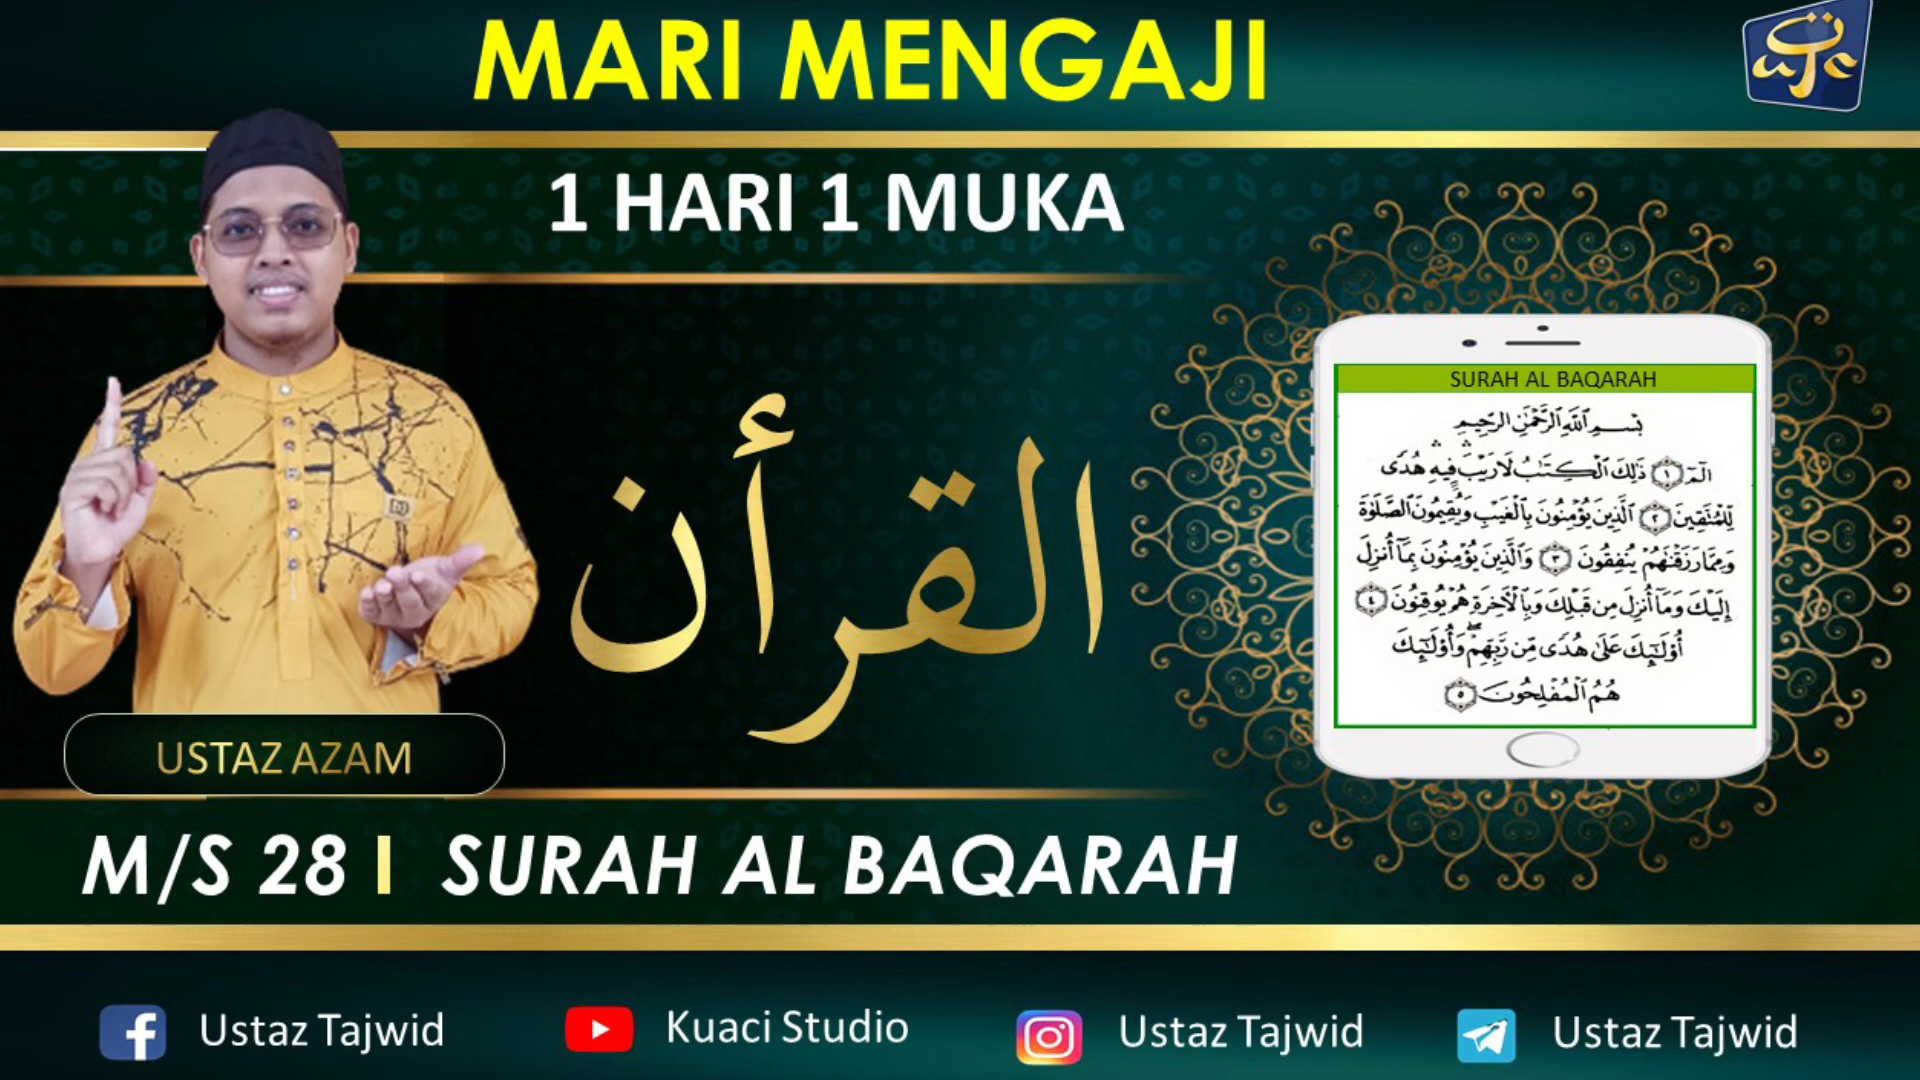 MARI MENGAJI
1 HARI 1 MUKA
القرأن
SURAH AL BAQARAH
بِسْمِ ٱللَّهِ ٱلرَّحْمَٰنِ ٱلرَّحِيمِ
الٓمٓ ١ ذَٰلِكَ ٱلْكِتَٰبُ لَا رَيْبَ ۛ فِيهِ ۛ هُدًى
لِّلْمُتَّقِينَ ٢ ٱلَّذِينَ يُؤْمِنُونَ بِٱلْغَيْبِ وَيُقِيمُونَ ٱلصَّلَوٰةَ
وَمِمَّا رَزَقْنَٰهُمْ يُنفِقُونَ ٣ وَٱلَّذِينَ يُؤْمِنُونَ بِمَآ أُنزِلَ
إِلَيْكَ وَمَآ أُنزِلَ مِن قَبْلِكَ وَبِٱلْءَاخِرَةِ هُمْ يُوقِنُونَ ٤
أُو۟لَٰٓئِكَ عَلَىٰ هُدًى مِّن رَّبِّهِمْ ۖ وَأُو۟لَٰٓئِكَ
هُمُ ٱلْمُفْلِحُونَ ٥
USTAZ AZAM
M/S 28 I SURAH AL BAQARAH
Ustaz Tajwid
Kuaci Studio
Ustaz Tajwid
Ustaz Tajwid